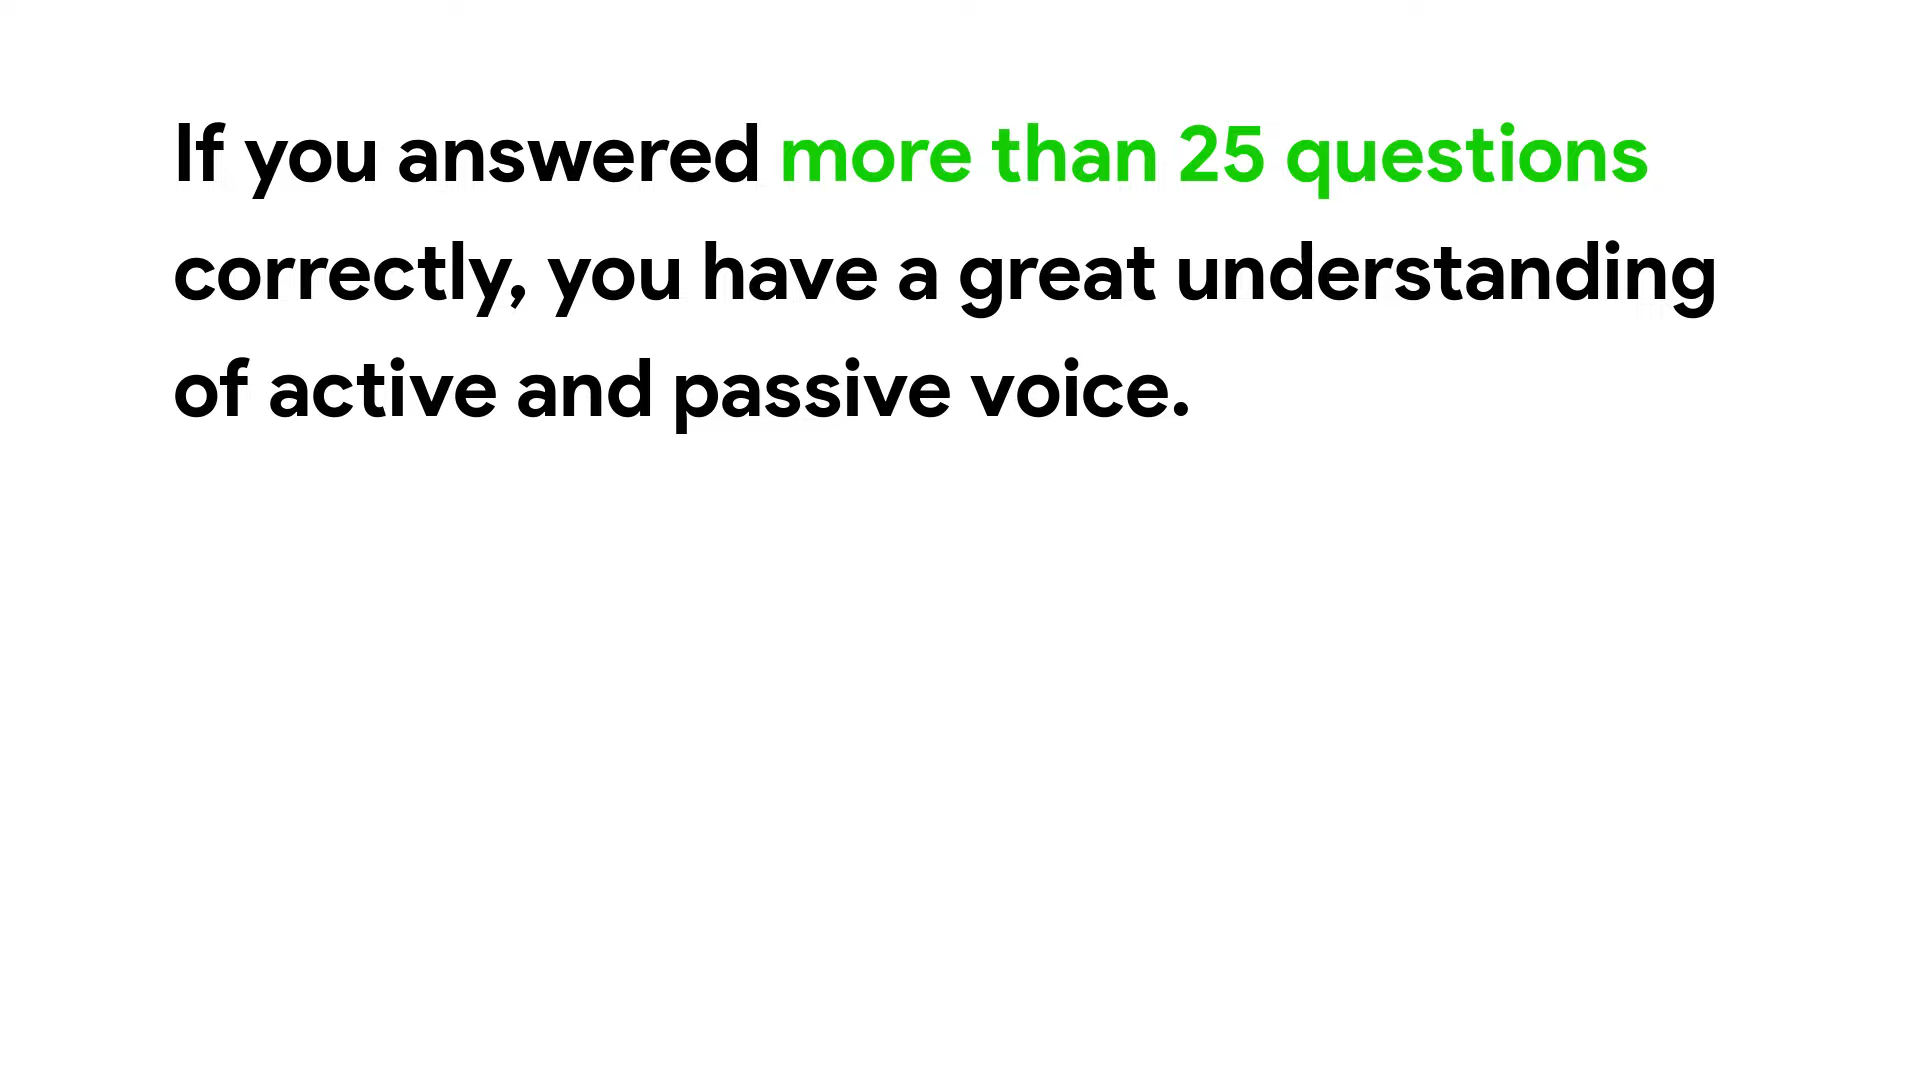 If you answered more than 25 questions
correctly, you have a great understanding
of active and passive voice.